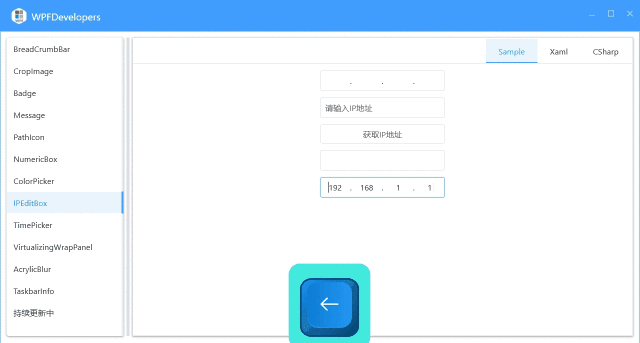 WPFDevelopers
BreadCrumbBar
CropImage
Badge
Message
PathIcon
NumericBox
ColorPicker
IPEditBox
TimePicker
VirtualizingWrapPanel
AcrylicBlur
TaskbarInfo
持续更新中
Sample Xaml CSharp
. . .
请输入IP地址
获取IP地址
192 . 168 . 1 . 1